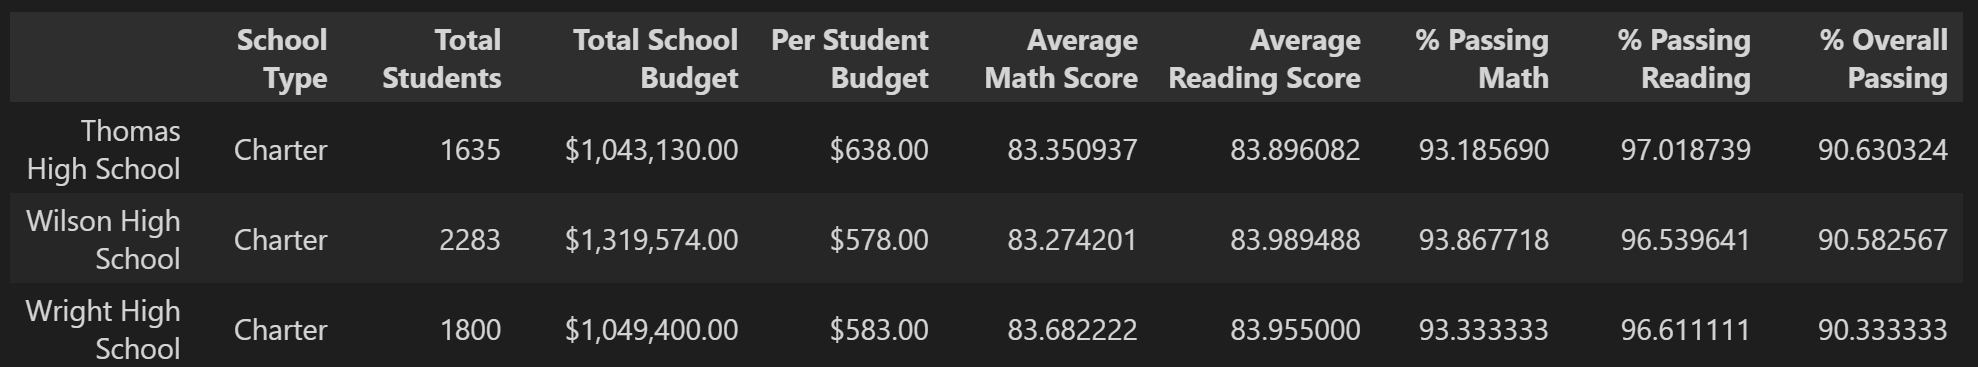 School Type Total Students Total School Budget Per Student Budget Average Math Score Average Reading Score % Passing Math % Passing Reading % Overall Passing
Thomas High School Charter 1635 $1,043,130.00 $638.00 83.350937 83.896082 93.185690 97.018739 90.630324
Wilson High School Charter 2283 $1,319,574.00 $578.00 83.274201 83.989488 93.867718 96.539641 90.582567
Wright High School Charter 1800 $1,049,400.00 $583.00 83.682222 83.955000 93.333333 96.611111 90.333333